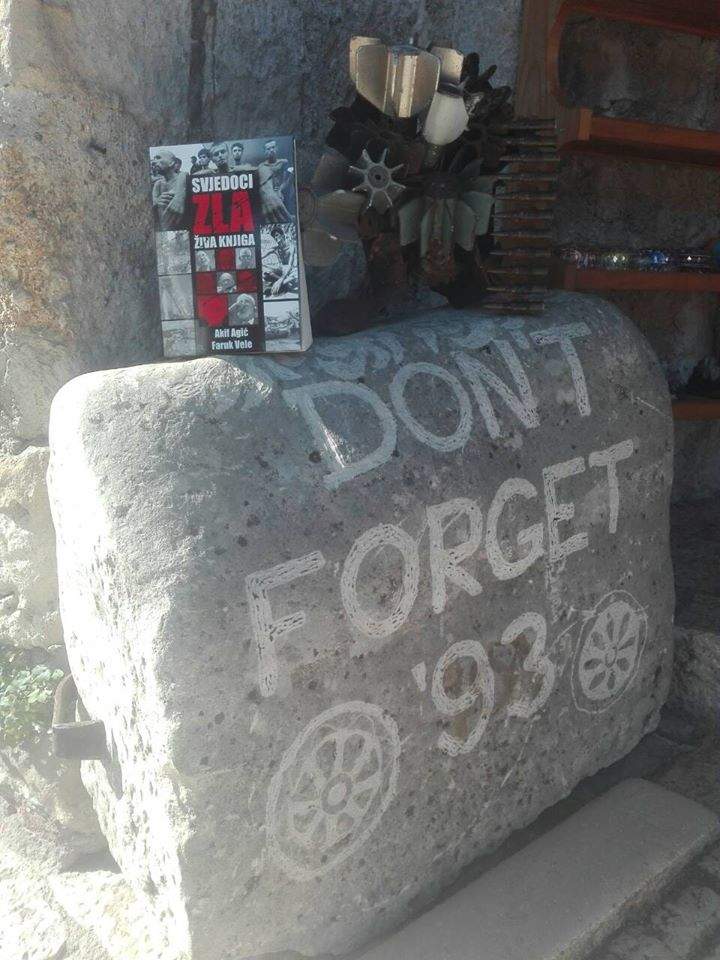 SVJEDOCI
ZLA
ŽIVA KNJIGA
Akif Agić
Faruk Vele
DON'T
FORGET
'93